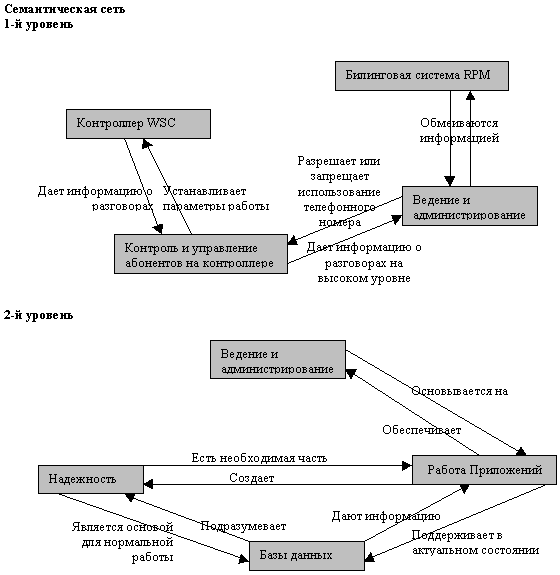 Семантическая сеть
1-й уровень
Билинговая система RPM
Контроллер WSC
Обмеиваются
информацией
Разрешает или
запрещает
использование
телефонного
номера
Дает информацию о
разговорах
Устанавливает
параметры работы
Ведение и
администрирование
Контроль и управление
абонентов на контроллере
Дает информацию о
разговорах на
высоком уровне
2-й уровень
Ведение и
администрирование
Основывается на
Обеспечивает
Есть необходимая часть
Надежность
Создает
Работа Приложений
Дают информацию
Является основой
для нормальной
работы
Подразумевает
Поддерживает в
актуальном состоянии
Базы данных